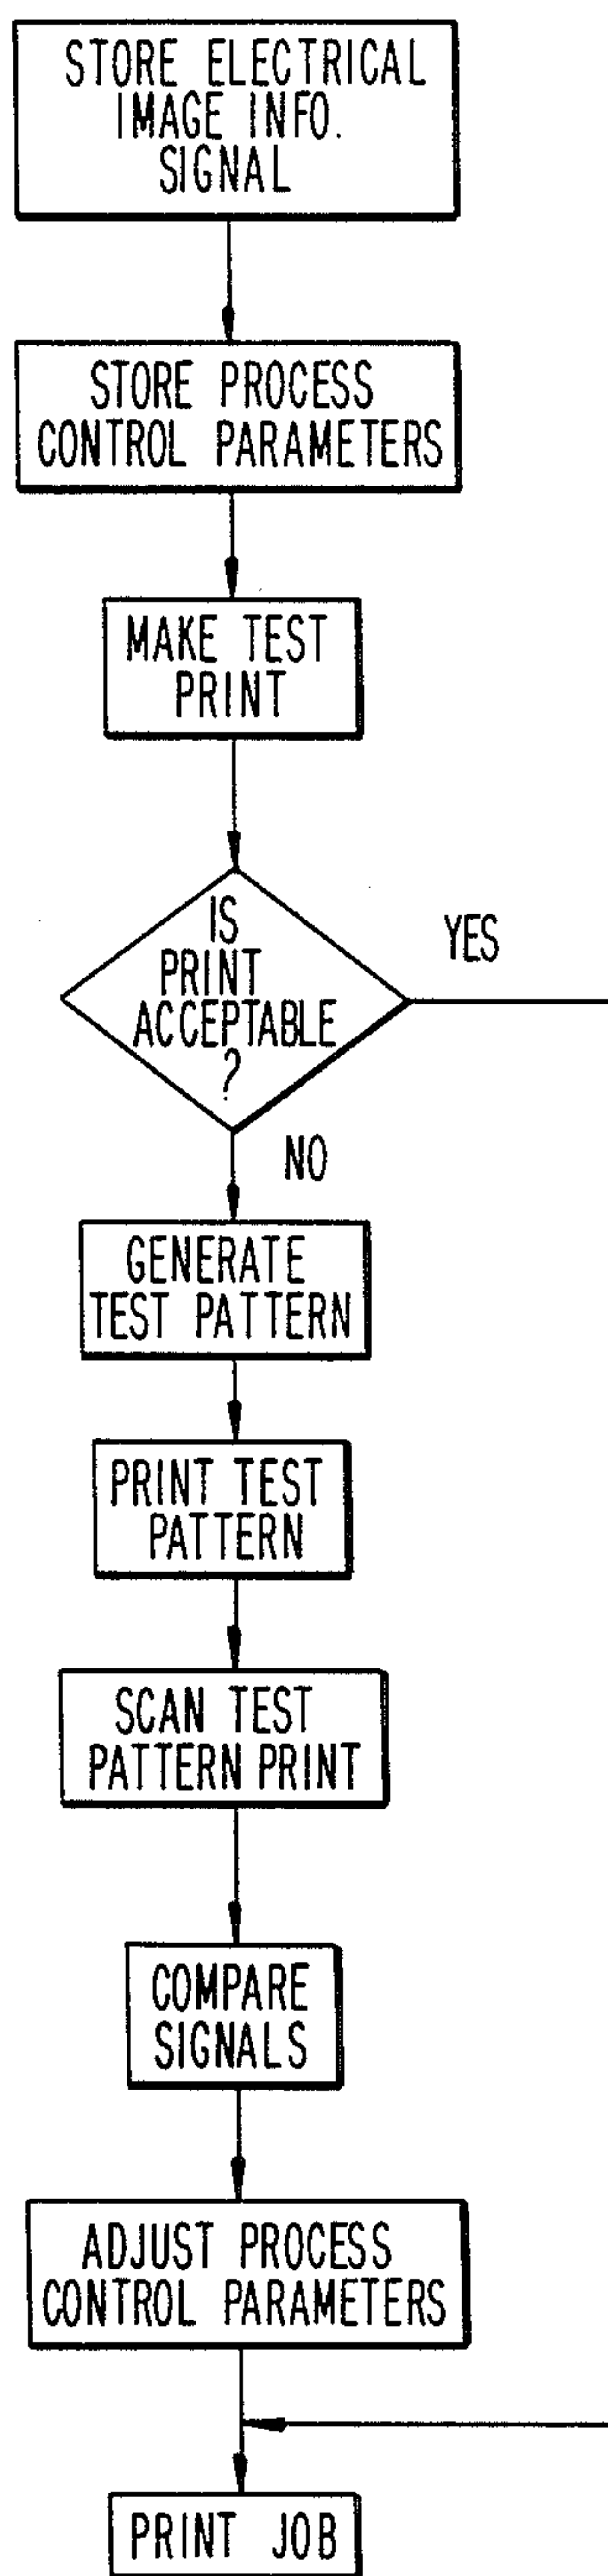 STORE ELECTRICAL
IMAGE INFO.
SIGNAL
STORE PROCESS
CONTROL PARAMETERS
MAKE TEST
PRINT
IS
PRINT
ACCEPTABLE
?
YES
NO
GENERATE
TEST PATTERN
PRINT TEST
PATTERN
SCAN TEST
PATTERN PRINT
COMPARE
SIGNALS
ADJUST PROCESS
CONTROL PARAMETERS
PRINT JOB